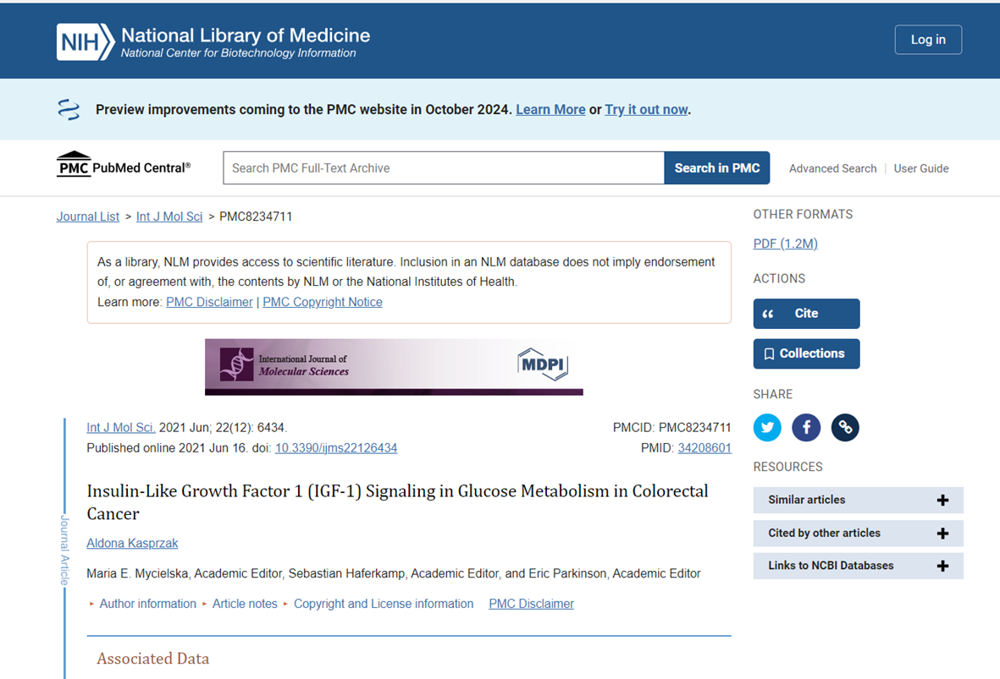 NIH National Library of Medicine
National Center for Biotechnology Information
Log in
Preview improvements coming to the PMC website in October 2024. Learn More or Try it out now.
PMC PubMed Central®
Search PMC Full-Text Archive
Search in PMC
Advanced Search | User Guide
Journal List > Int J Mol Sci > PMC8234711
As a library, NLM provides access to scientific literature. Inclusion in an NLM database does not imply endorsement
of, or agreement with, the contents by NLM or the National Institutes of Health.
Learn more: PMC Disclaimer | PMC Copyright Notice
International Journal of
Molecular Sciences
MDPI
Int J Mol Sci. 2021 Jun; 22(12): 6434.
PMCID: PMC8234711
Published online 2021 Jun 16. doi: 10.3390/ijms22126434
PMID: 34208601
Insulin-Like Growth Factor 1 (IGF-1) Signaling in Glucose Metabolism in Colorectal
Cancer
Aldona Kasprzak
Maria E. Mycielska, Academic Editor, Sebastian Haferkamp, Academic Editor, and Eric Parkinson, Academic Editor
Author information Article notes Copyright and License information PMC Disclaimer
Journal Article
Associated Data
OTHER FORMATS
PDF (1.2M)
ACTIONS
Cite
Collections
SHARE
RESOURCES
Similar articles
Cited by other articles
Links to NCBI Databases